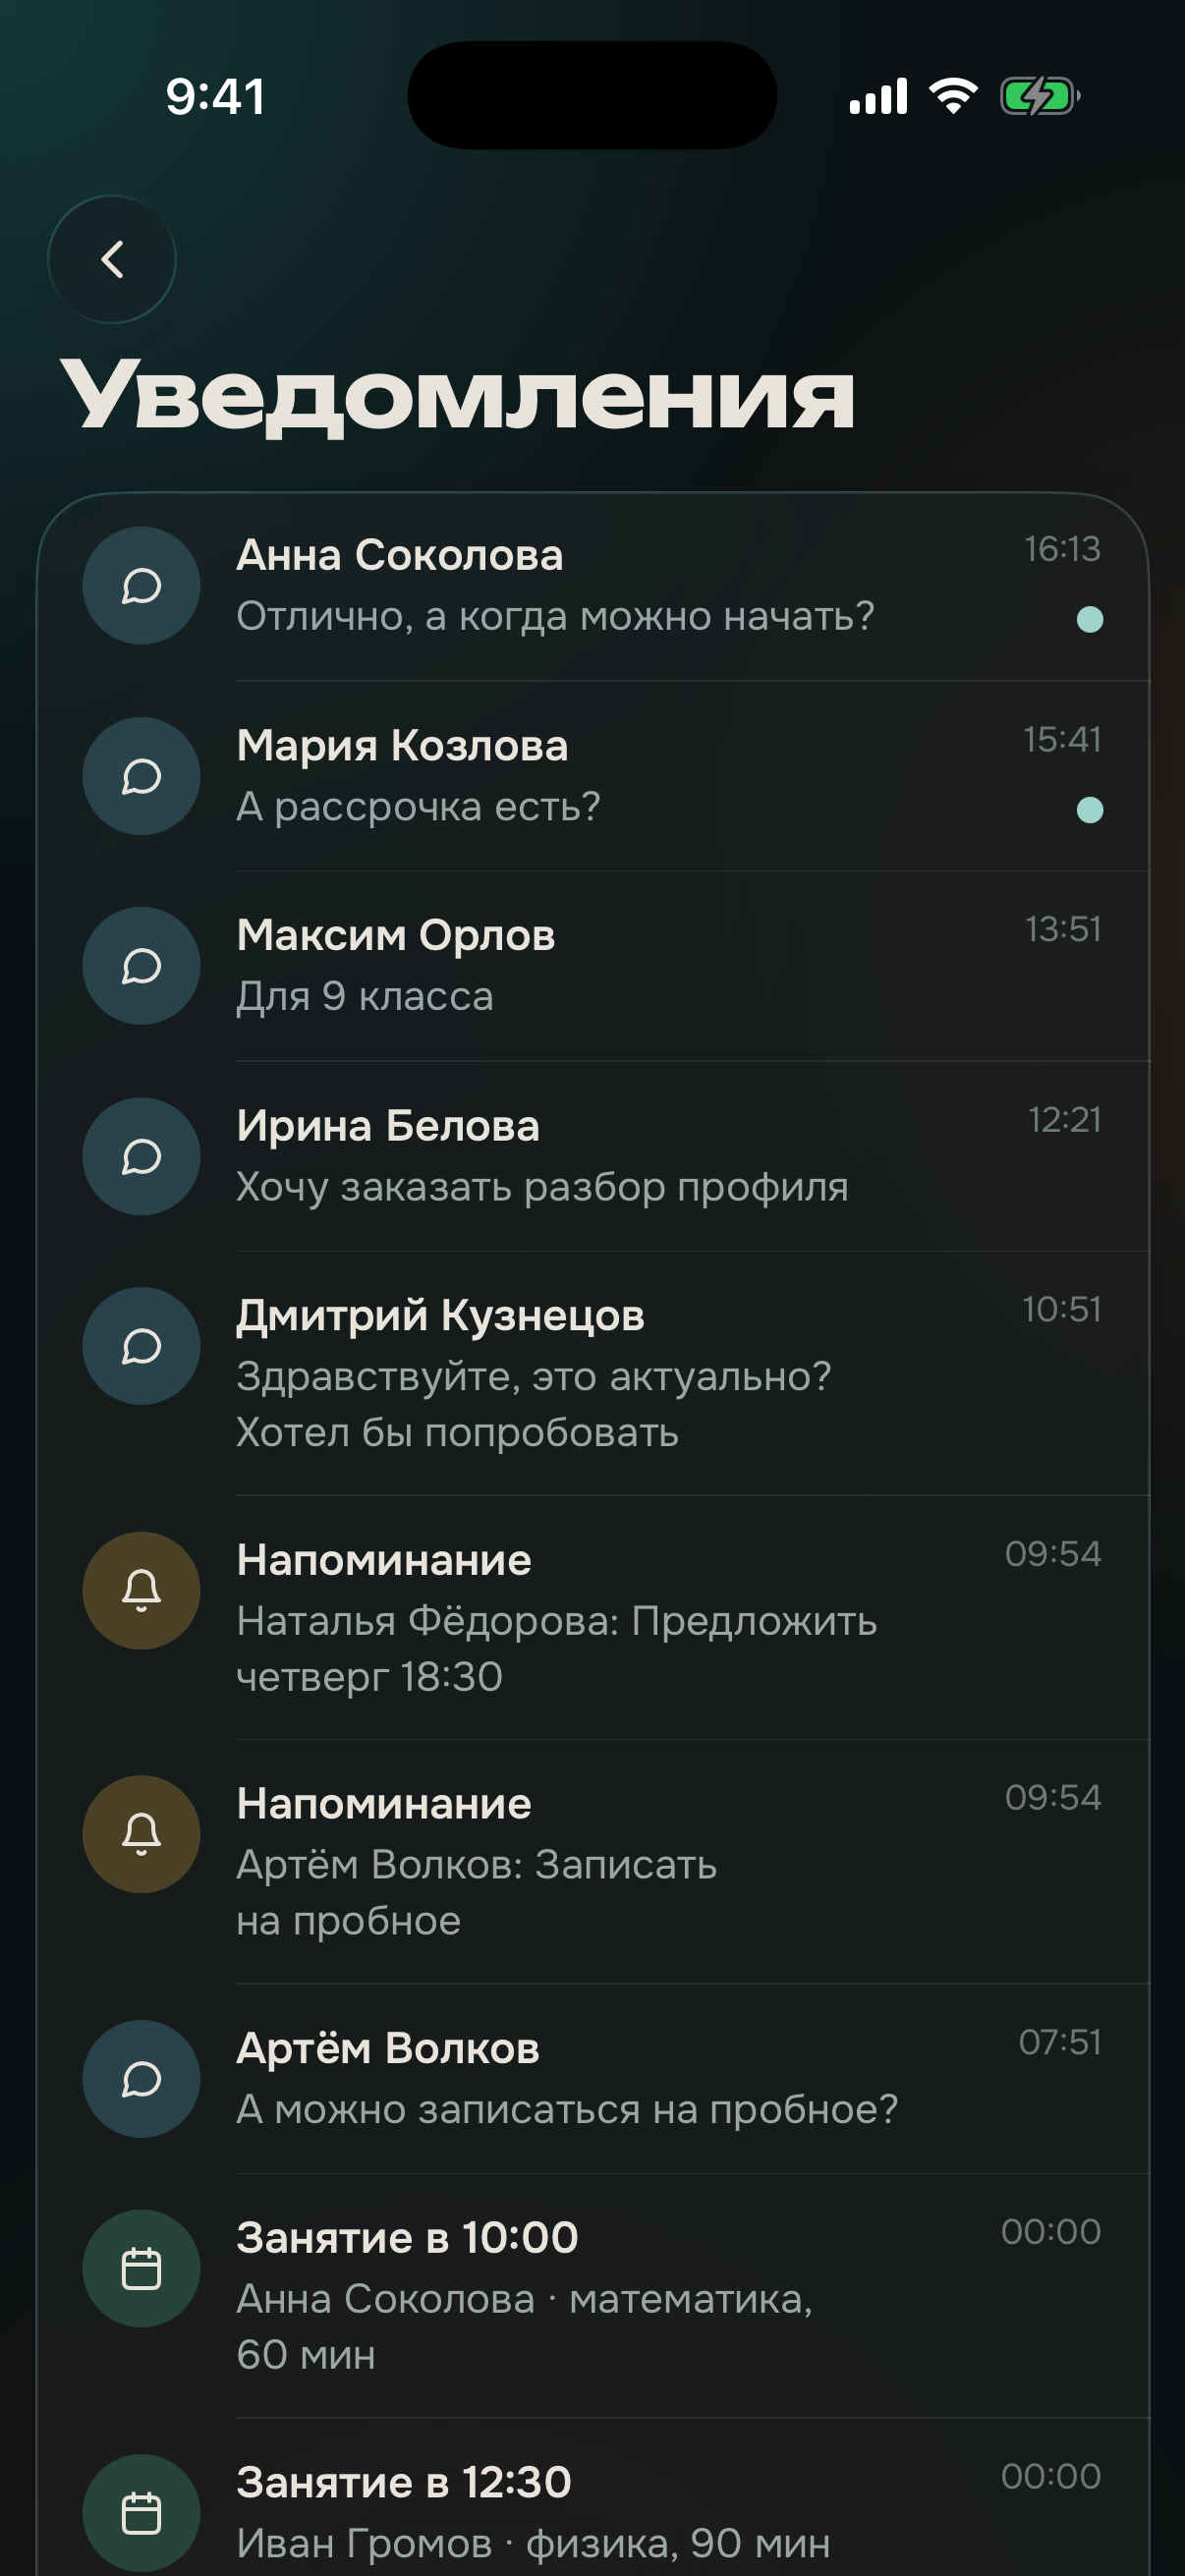 9:41
Уведомления
Анна Соколова
16:13
Отлично, а когда можно начать?
Мария Козлова
15:41
А рассрочка есть?
Максим Орлов
13:51
Для 9 класса
Ирина Белова
12:21
Хочу заказать разбор профиля
Дмитрий Кузнецов
10:51
Здравствуйте, это актуально?
Хотел бы попробовать
Напоминание
09:54
Наталья Фёдорова: Предложить
четверг 18:30
Напоминание
09:54
Артём Волков: Записать
на пробное
Артём Волков
07:51
А можно записаться на пробное?
Занятие в 10:00
00:00
Анна Соколова · математика,
60 мин
Занятие в 12:30
00:00
Иван Громов · физика, 90 мин